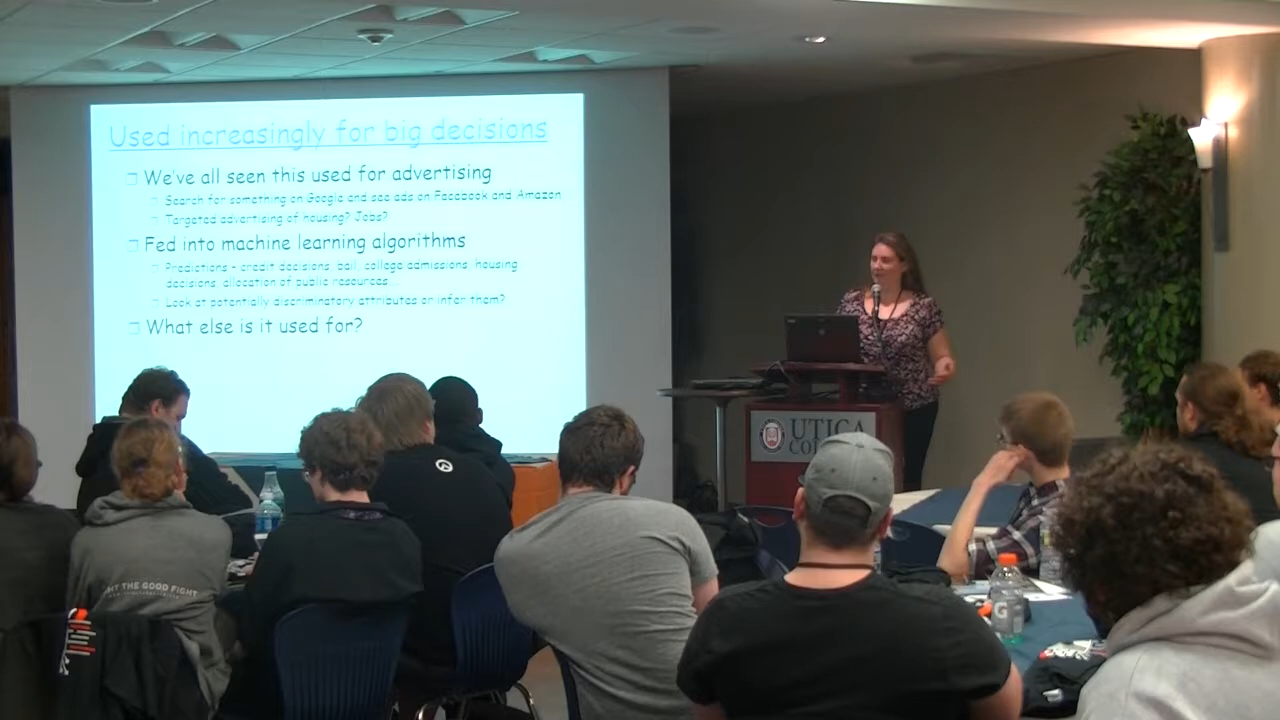 Used increasingly for big decisions
We've all seen this used for advertising
Search for something on Google and see ads on Facebook and Amazon
Targeted advertising of housing? Jobs?
Fed into machine learning algorithms
Predictions - credit decisions, bail, college admissions, housing
decisions, allocation of public resources...
Look at potentially discriminatory attributes or infer them?
What else is it used for?
UTICA
THE GOOD FIGHT
G